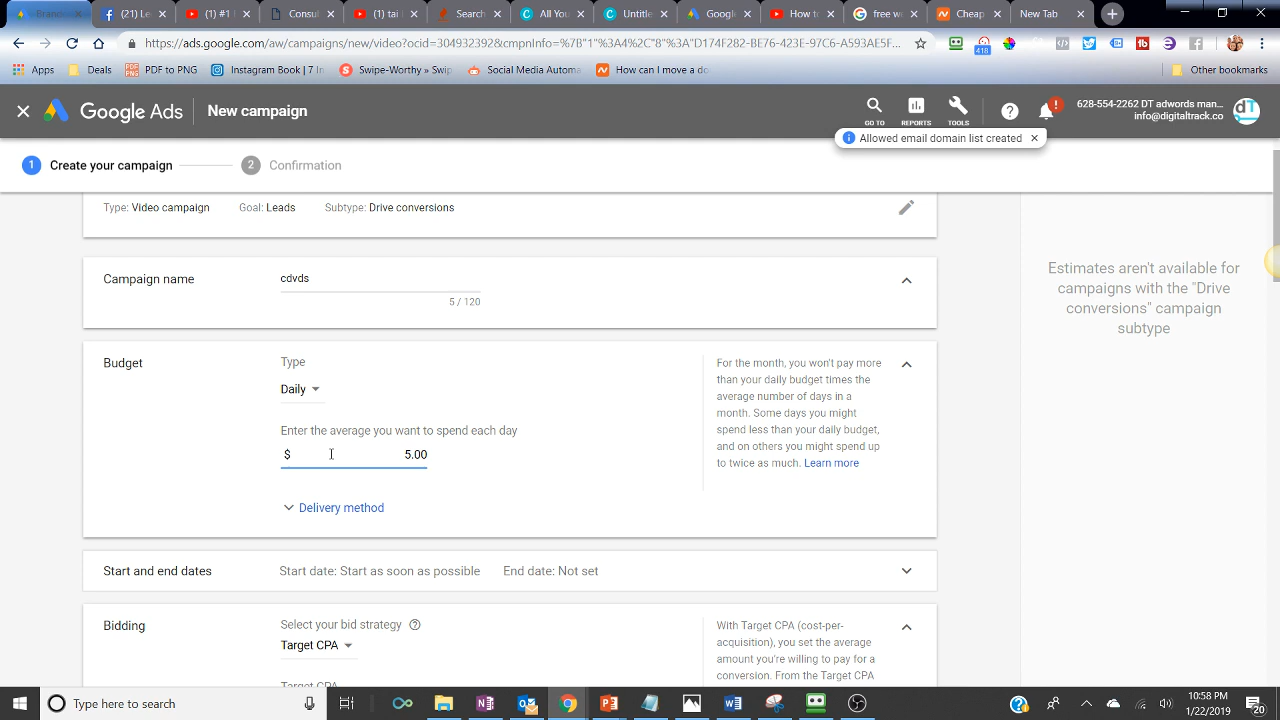 Brando
(21) Le
(1) #1 I
Consult
(1) tai
Search
All You
Untitle
Google
How to
free we
Cheap
New Tab
https://ads.google.com/aw/campaigns/new/video?ocid=304932392&cmpInfo=%7B"1"%3A4%2C"8"%3A"D174F282-BE76-423E-97C6-A593AE5F...
418
Apps
Deals
PDF to PNG
Instagram Book | 7 In
Swipe-Worthy » Swip
Social Media Automa
How can I move a do
Other bookmarks
Google Ads
New campaign
GO TO
REPORTS
TOOLS
628-554-2262 DT adwords man...
info@digitaltrack.co
dT
Allowed email domain list created
1 Create your campaign
2 Confirmation
Type: Video campaign Goal: Leads Subtype: Drive conversions
Estimates aren't available for
campaigns with the "Drive
conversions" campaign
subtype
Campaign name
cdvds
5 / 120
Budget
Type
Daily
Enter the average you want to spend each day
$ 5.00
Delivery method
For the month, you won't pay more
than your daily budget times the
average number of days in a
month. Some days you might
spend less than your daily budget,
and on others you might spend up
to twice as much. Learn more
Start and end dates
Start date: Start as soon as possible End date: Not set
Bidding
Select your bid strategy
Target CPA
Target CPA
With Target CPA (cost-per-
acquisition), you set the average
amount you're willing to pay for a
conversion. From the Target CPA
Type here to search
10:58 PM
1/22/2019
20